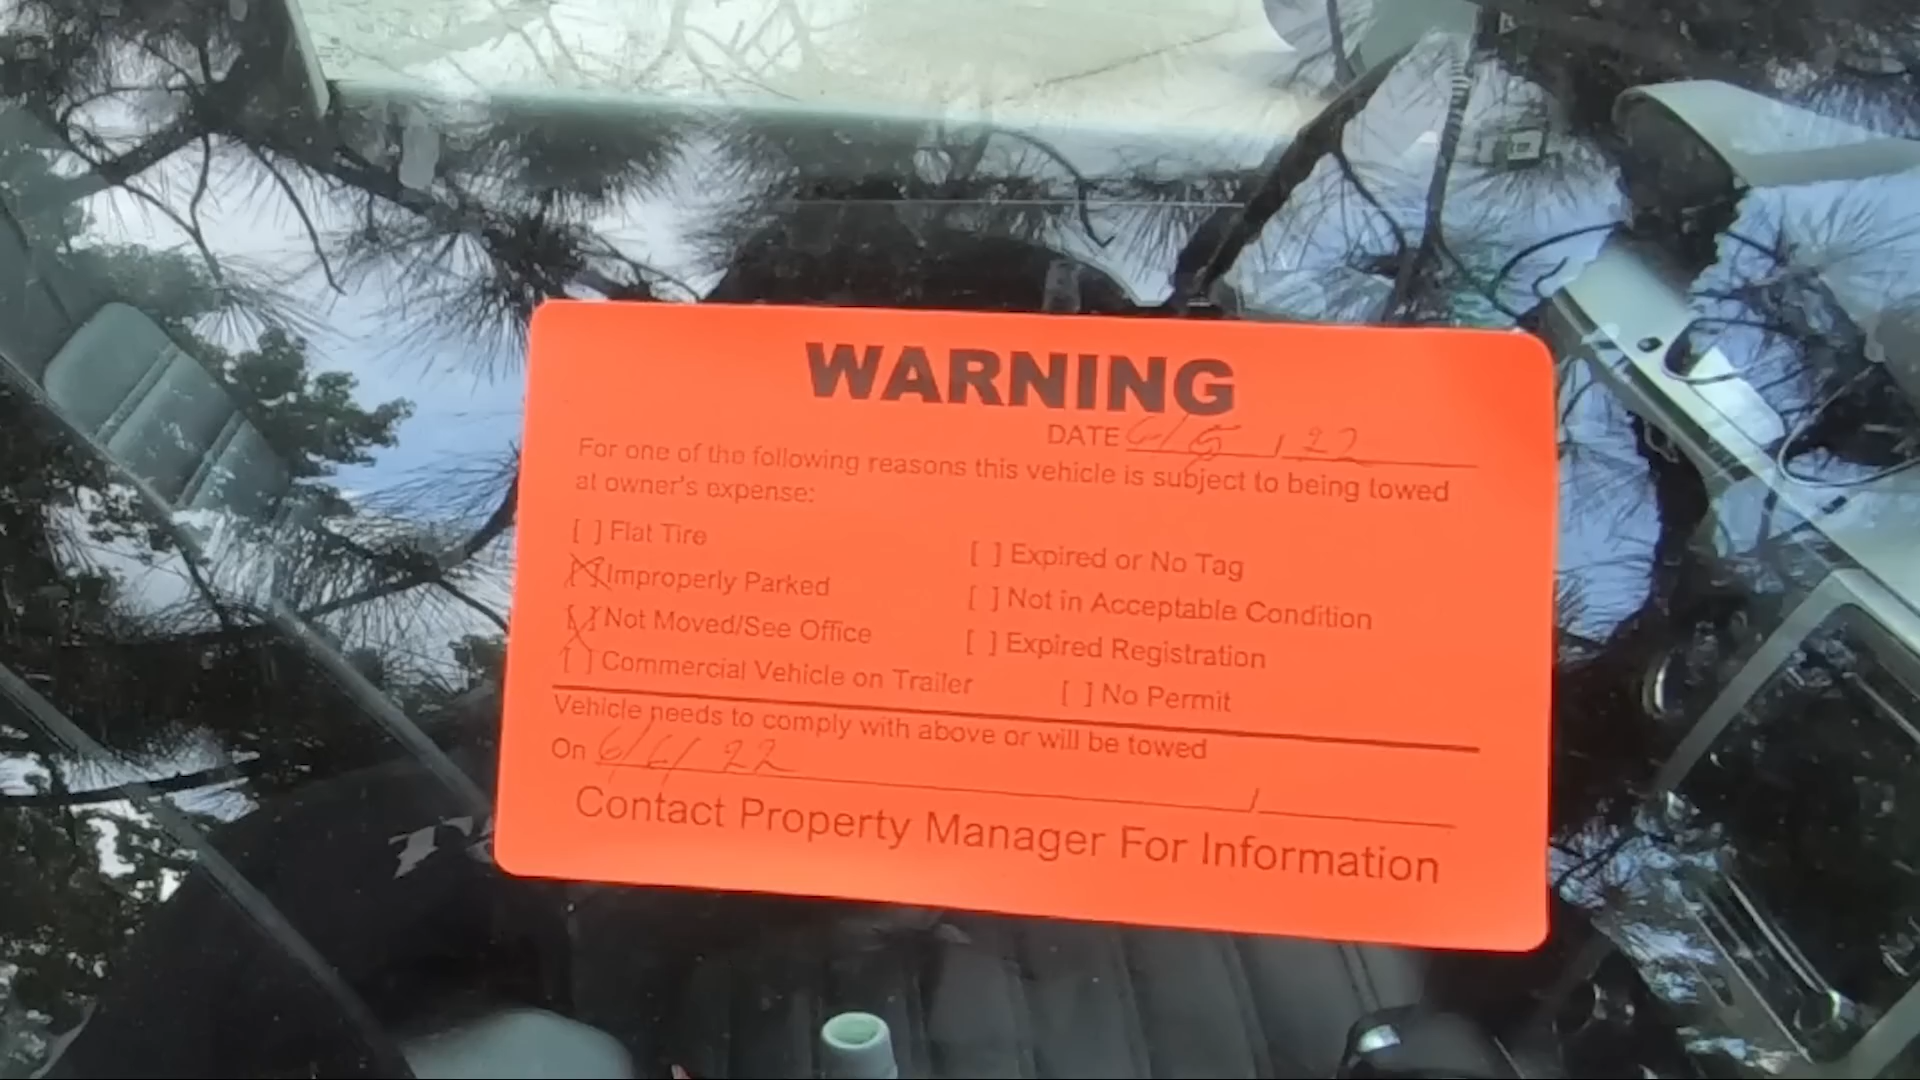 WARNING
DATE 6/5/22
For one of the following reasons this vehicle is subject to being towed
at owner's expense:
[ ] Flat Tire
[X] Improperly Parked
[X] Not Moved/See Office
[ ] Commercial Vehicle on Trailer
[ ] Expired or No Tag
[ ] Not in Acceptable Condition
[ ] Expired Registration
[ ] No Permit
Vehicle needs to comply with above or will be towed
On 6/6/22
Contact Property Manager For Information